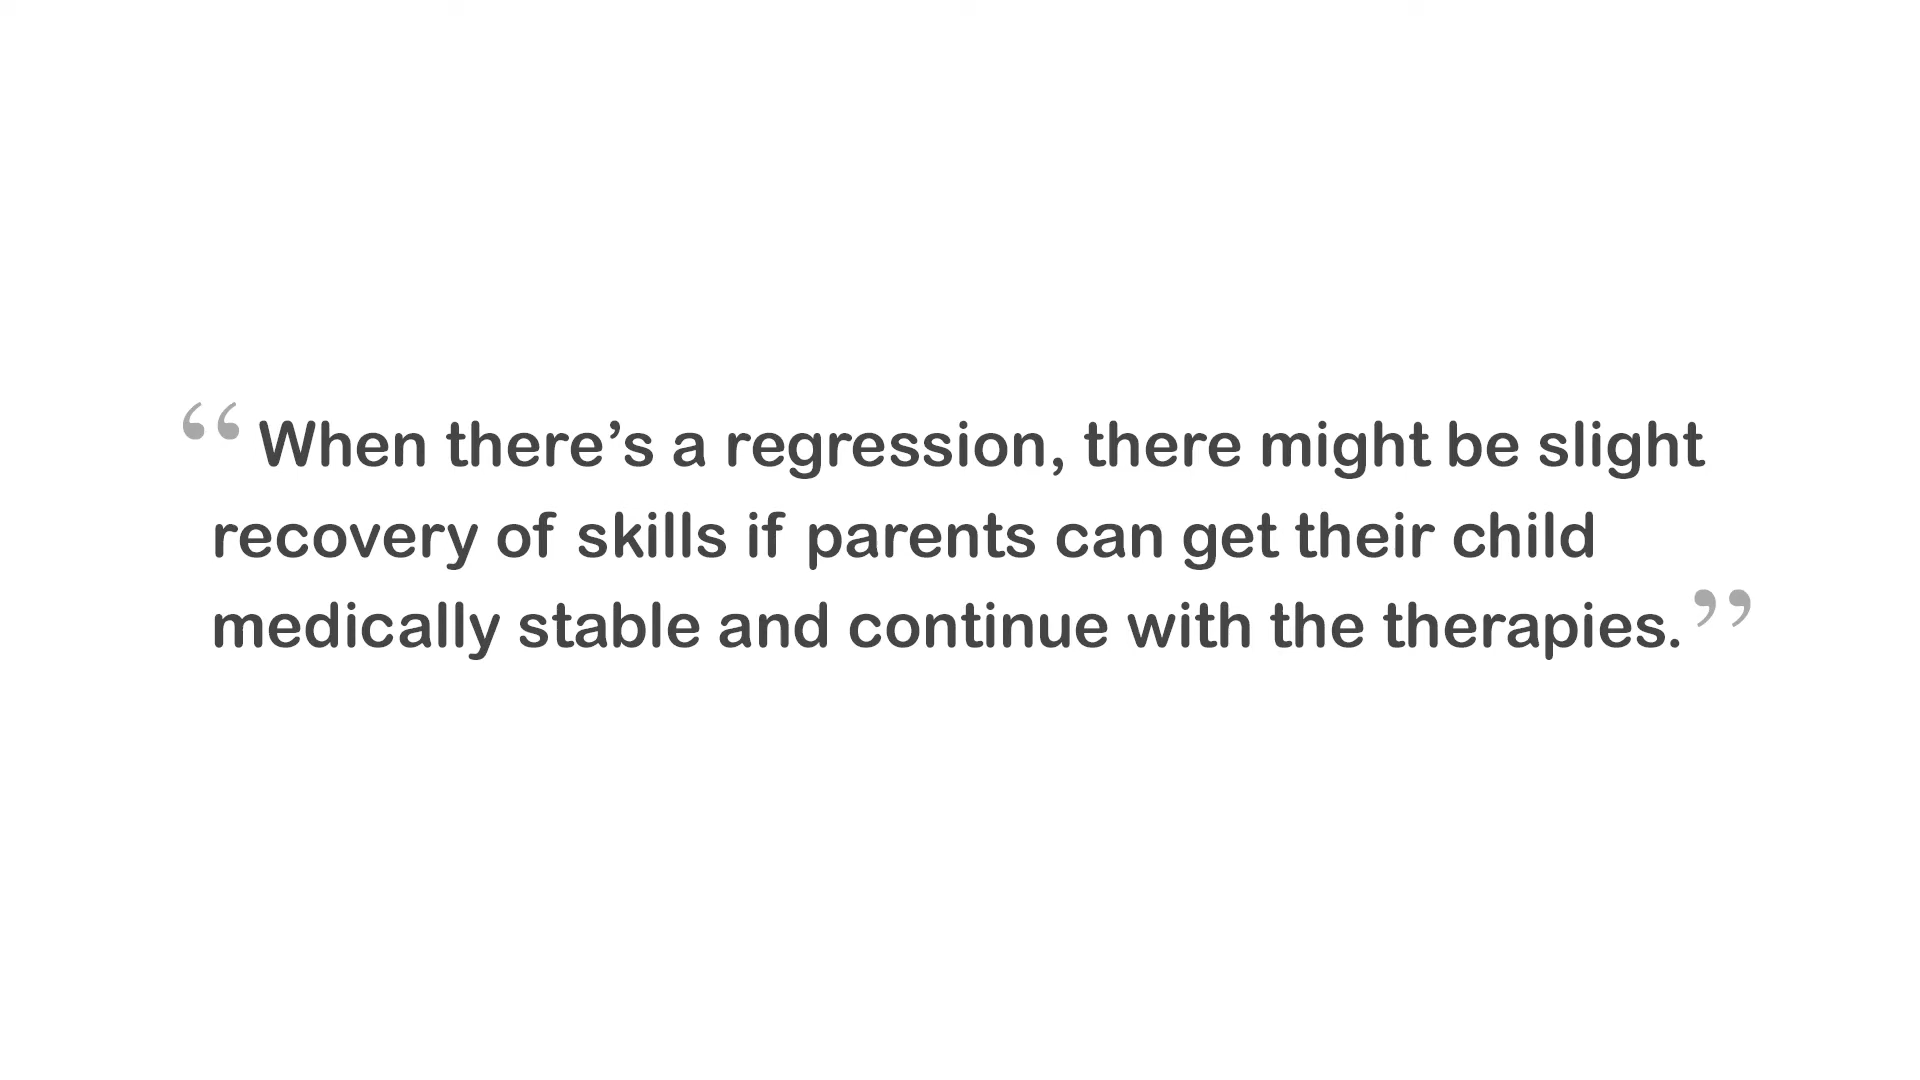 “When there’s a regression, there might be slight
recovery of skills if parents can get their child
medically stable and continue with the therapies.”